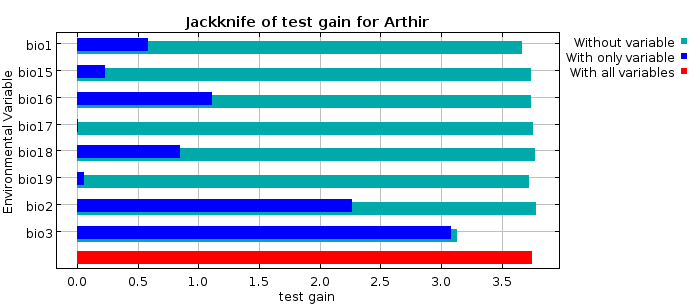 Jackknife of test gain for Arthir
Without variable
With only variable
With all variables
Environmental Variable
bio1
bio15
bio16
bio17
bio18
bio19
bio2
bio3
0.0 0.5 1.0 1.5 2.0 2.5 3.0 3.5
test gain